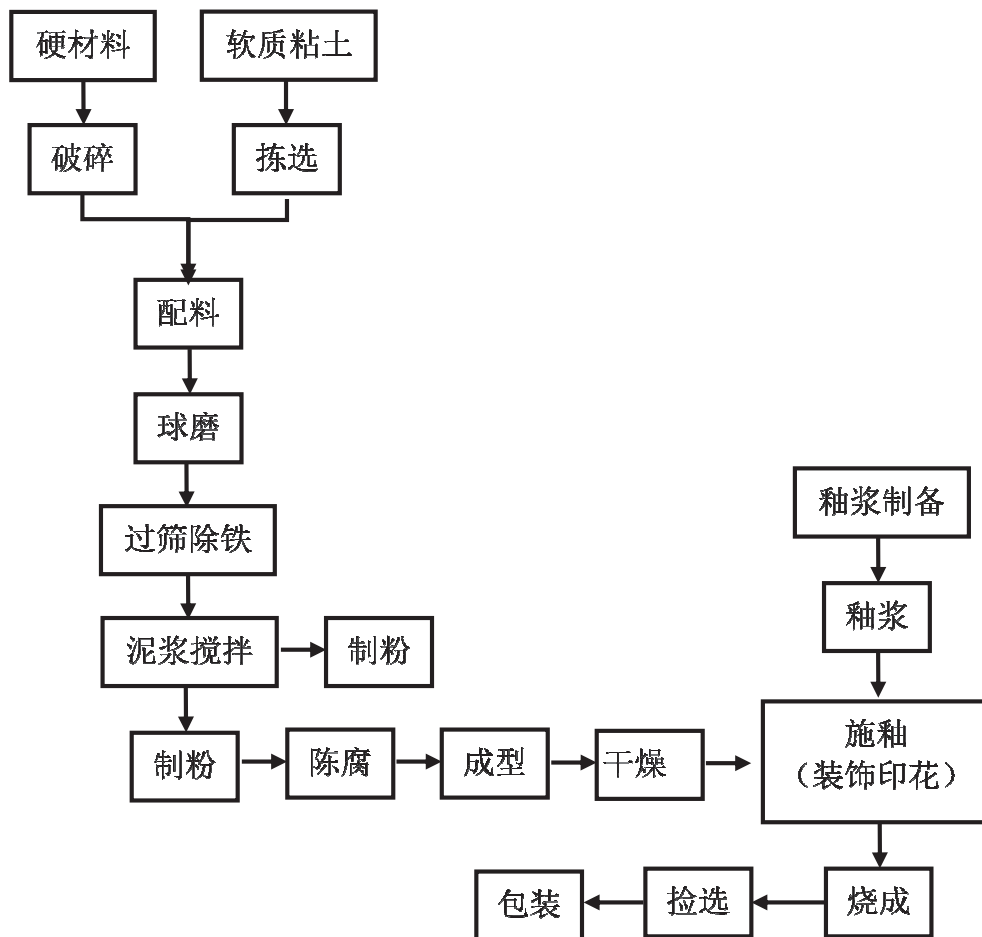 硬材料
软质粘土
破碎
拣选
配料
球磨
过筛除铁
釉浆制备
泥浆搅拌
制粉
釉浆
制粉
陈腐
成型
干燥
施釉
（装饰印花）
包装
捡选
烧成